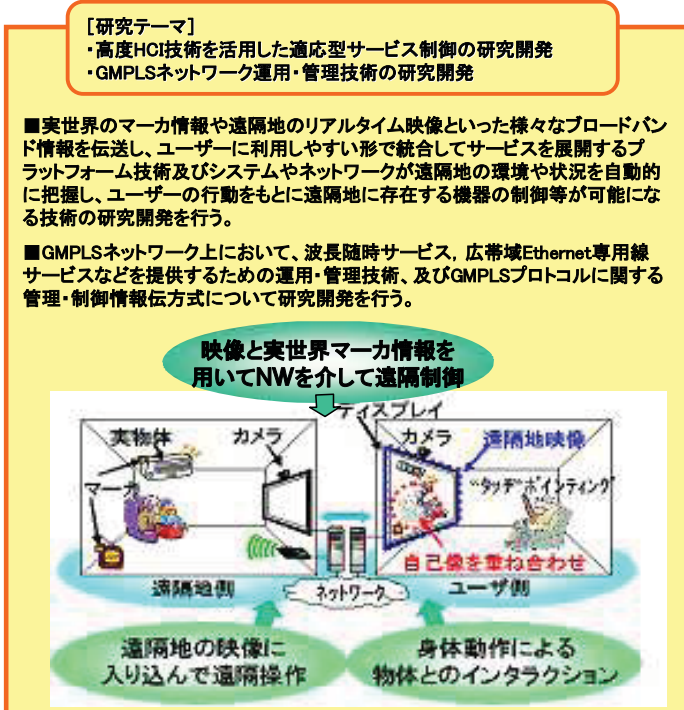 ［研究テーマ］
・高度HCI技術を活用した適応型サービス制御の研究開発
・GMPLSネットワーク運用・管理技術の研究開発
■実世界のマーカ情報や遠隔地のリアルタイム映像といった様々なブロードバン
ド情報を伝送し、ユーザーに利用しやすい形で統合してサービスを展開するプ
ラットフォーム技術及びシステムやネットワークが遠隔地の環境や状況を自動的
に把握し、ユーザーの行動をもとに遠隔地に存在する機器の制御等が可能にな
る技術の研究開発を行う。
■GMPLSネットワーク上において、波長随時サービス，広帯域Ethernet専用線
サービスなどを提供するための運用・管理技術、及びGMPLSプロトコルに関する
管理・制御情報伝方式について研究開発を行う。
映像と実世界マーカ情報を
用いてNWを介して遠隔制御
ディスプレイ
実物体
カメラ
カメラ
遠隔地映像
マーカ
“タッチ”ポインティング
自己像を重ね合わせ
遠隔地側
ネットワーク
ユーザ側
遠隔地の映像に
入り込んで遠隔操作
身体動作による
物体とのインタラクション